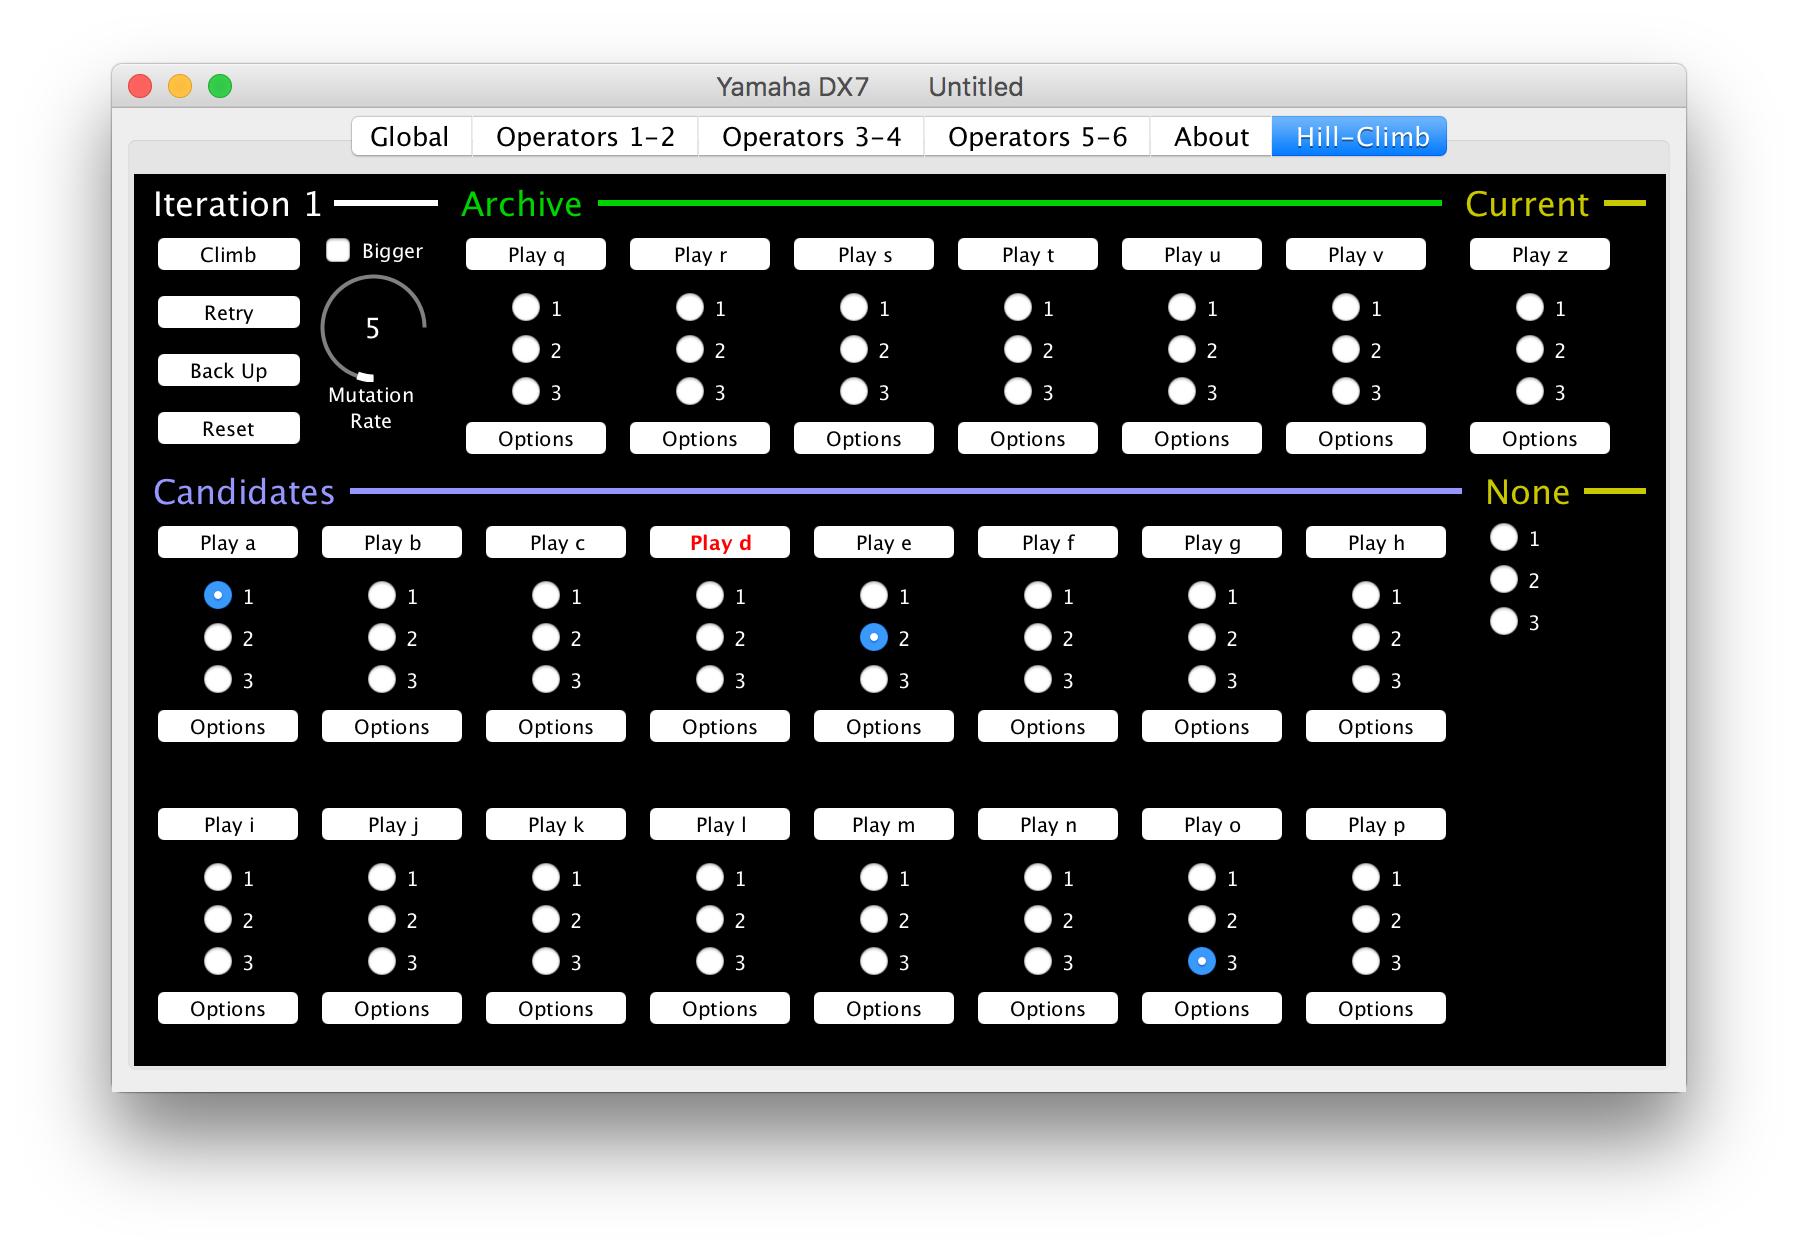 Yamaha DX7 Untitled
Global Operators 1-2 Operators 3-4 Operators 5-6 About Hill-Climb
Iteration 1 Archive Current
Climb Bigger Play q Play r Play s Play t Play u Play v Play z
1 1 1 1 1 1 1
Retry 5
2 2 2 2 2 2 2
Back Up
Mutation 3 3 3 3 3 3 3
Rate
Reset Options Options Options Options Options Options Options
Candidates None
Play a Play b Play c Play d Play e Play f Play g Play h 1
2
1 1 1 1 1 1 1 1
3
2 2 2 2 2 2 2 2
3 3 3 3 3 3 3 3
Options Options Options Options Options Options Options Options
Play i Play j Play k Play l Play m Play n Play o Play p
1 1 1 1 1 1 1 1
2 2 2 2 2 2 2 2
3 3 3 3 3 3 3 3
Options Options Options Options Options Options Options Options